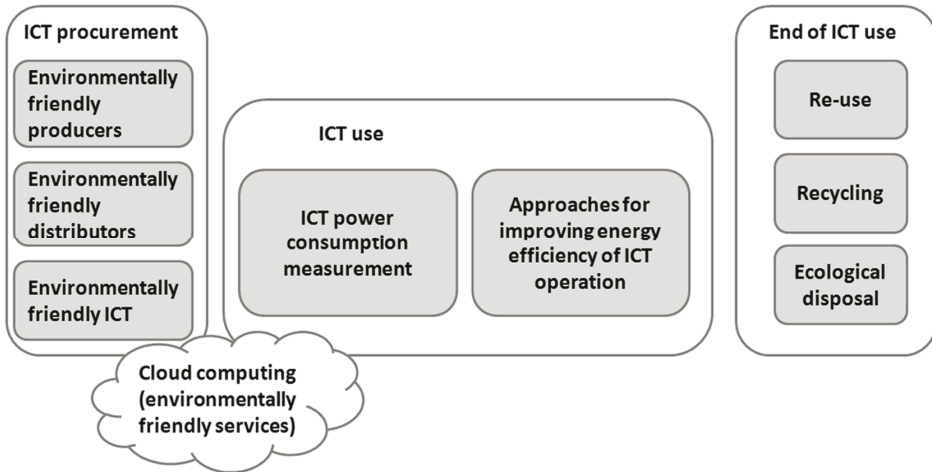 ICT procurement
Environmentally
friendly
producers
Environmentally
friendly
distributors
Environmentally
friendly ICT
ICT use
ICT power
consumption
measurement
Approaches for
improving energy
efficiency of ICT
operation
Cloud computing
(environmentally
friendly services)
End of ICT use
Re-use
Recycling
Ecological
disposal